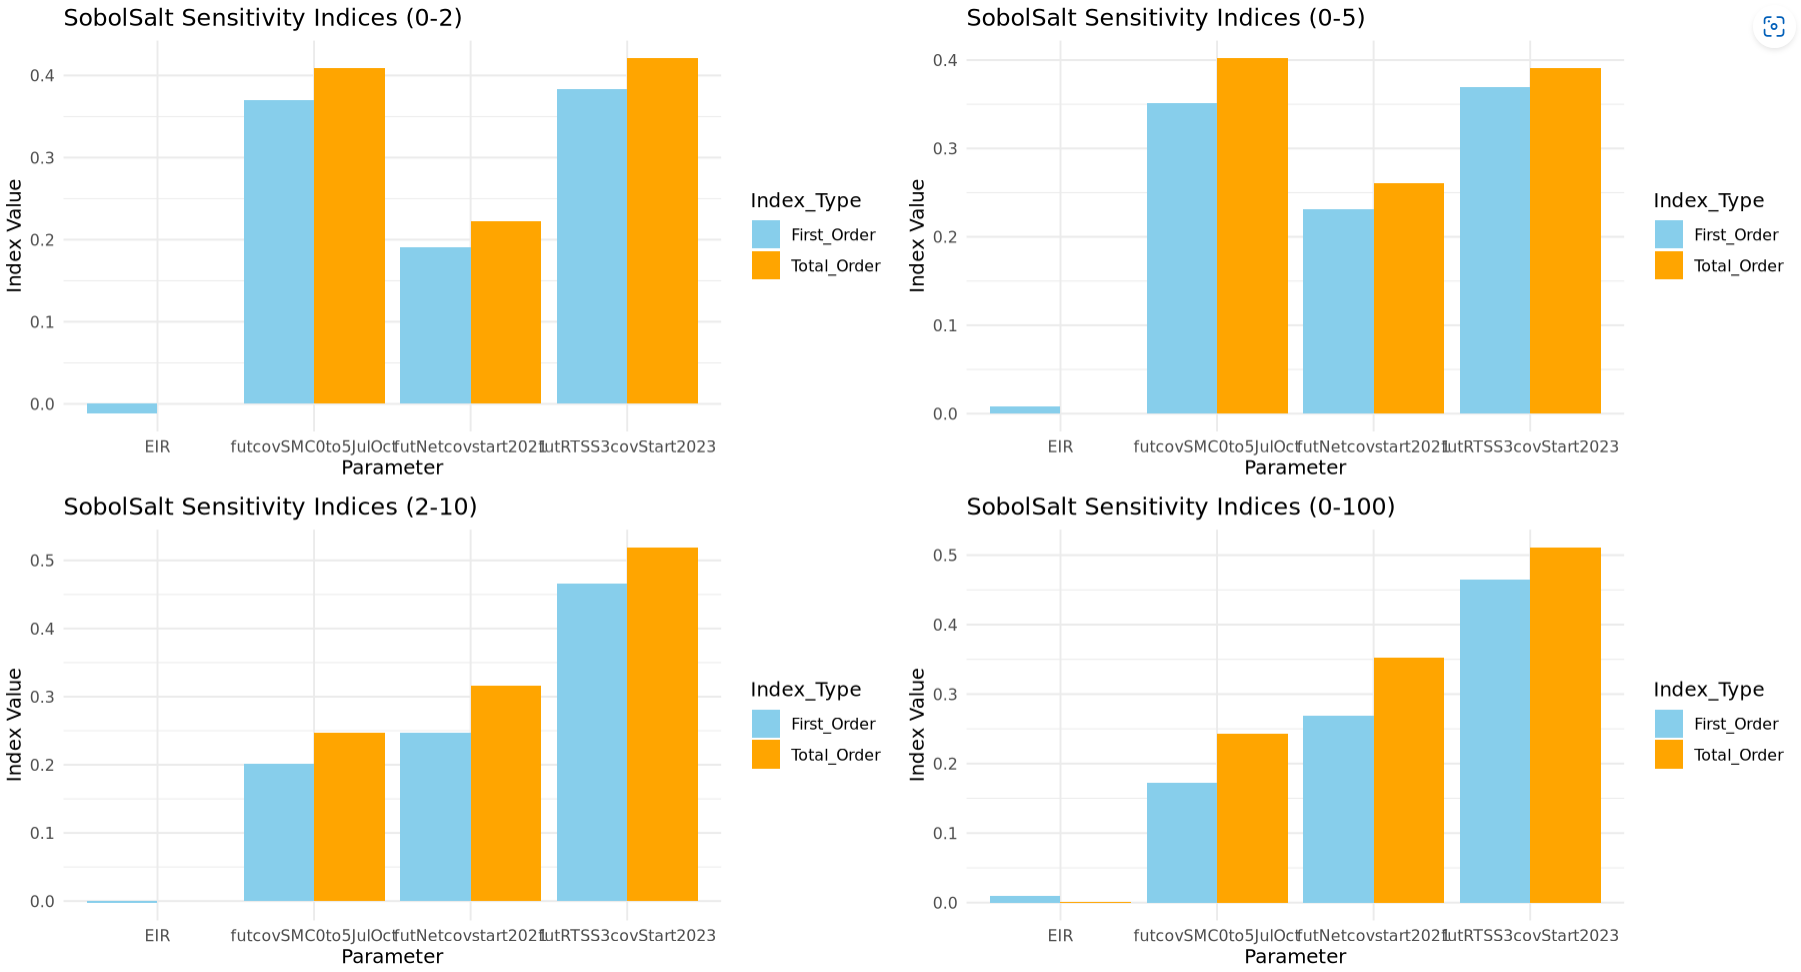 SobolSalt Sensitivity Indices (0-2)
0.4
0.3
0.2
0.1
0.0
Index Value
EIR
futcovSMC0to5JulOct
futNetcovstart2021
futRTSS3covStart2023
Parameter
Index_Type
First_Order
Total_Order
SobolSalt Sensitivity Indices (0-5)
0.4
0.3
0.2
0.1
0.0
Index Value
EIR
futcovSMC0to5JulOct
futNetcovstart2021
futRTSS3covStart2023
Parameter
Index_Type
First_Order
Total_Order
SobolSalt Sensitivity Indices (2-10)
0.5
0.4
0.3
0.2
0.1
0.0
Index Value
EIR
futcovSMC0to5JulOct
futNetcovstart2021
futRTSS3covStart2023
Parameter
Index_Type
First_Order
Total_Order
SobolSalt Sensitivity Indices (0-100)
0.5
0.4
0.3
0.2
0.1
0.0
Index Value
EIR
futcovSMC0to5JulOct
futNetcovstart2021
futRTSS3covStart2023
Parameter
Index_Type
First_Order
Total_Order